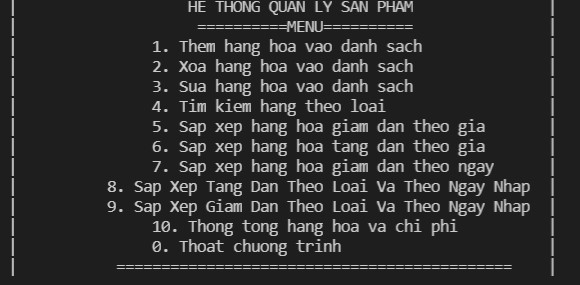 HE THONG QUAN LY SAN PHAM
==========MENU==========
1. Them hang hoa vao danh sach
2. Xoa hang hoa vao danh sach
3. Sua hang hoa vao danh sach
4. Tim kiem hang theo loai
5. Sap xep hang hoa giam dan theo gia
6. Sap xep hang hoa tang dan theo gia
7. Sap xep hang hoa giam dan theo ngay
8. Sap Xep Tang Dan Theo Loai Va Theo Ngay Nhap
9. Sap Xep Giam Dan Theo Loai Va Theo Ngay Nhap
10. Thong tong hang hoa va chi phi
0. Thoat chuong trinh
============================================